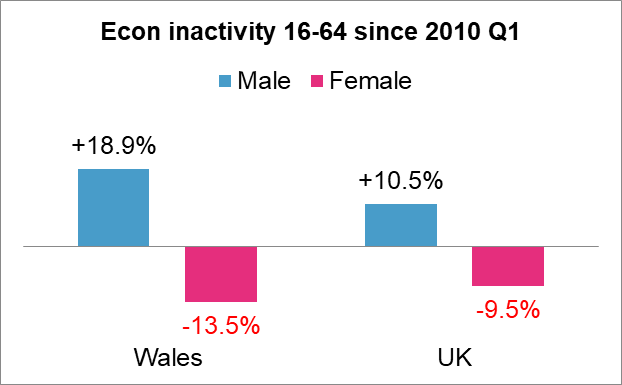 Econ inactivity 16-64 since 2010 Q1
Male Female
+18.9%
+10.5%
-13.5%
-9.5%
Wales UK